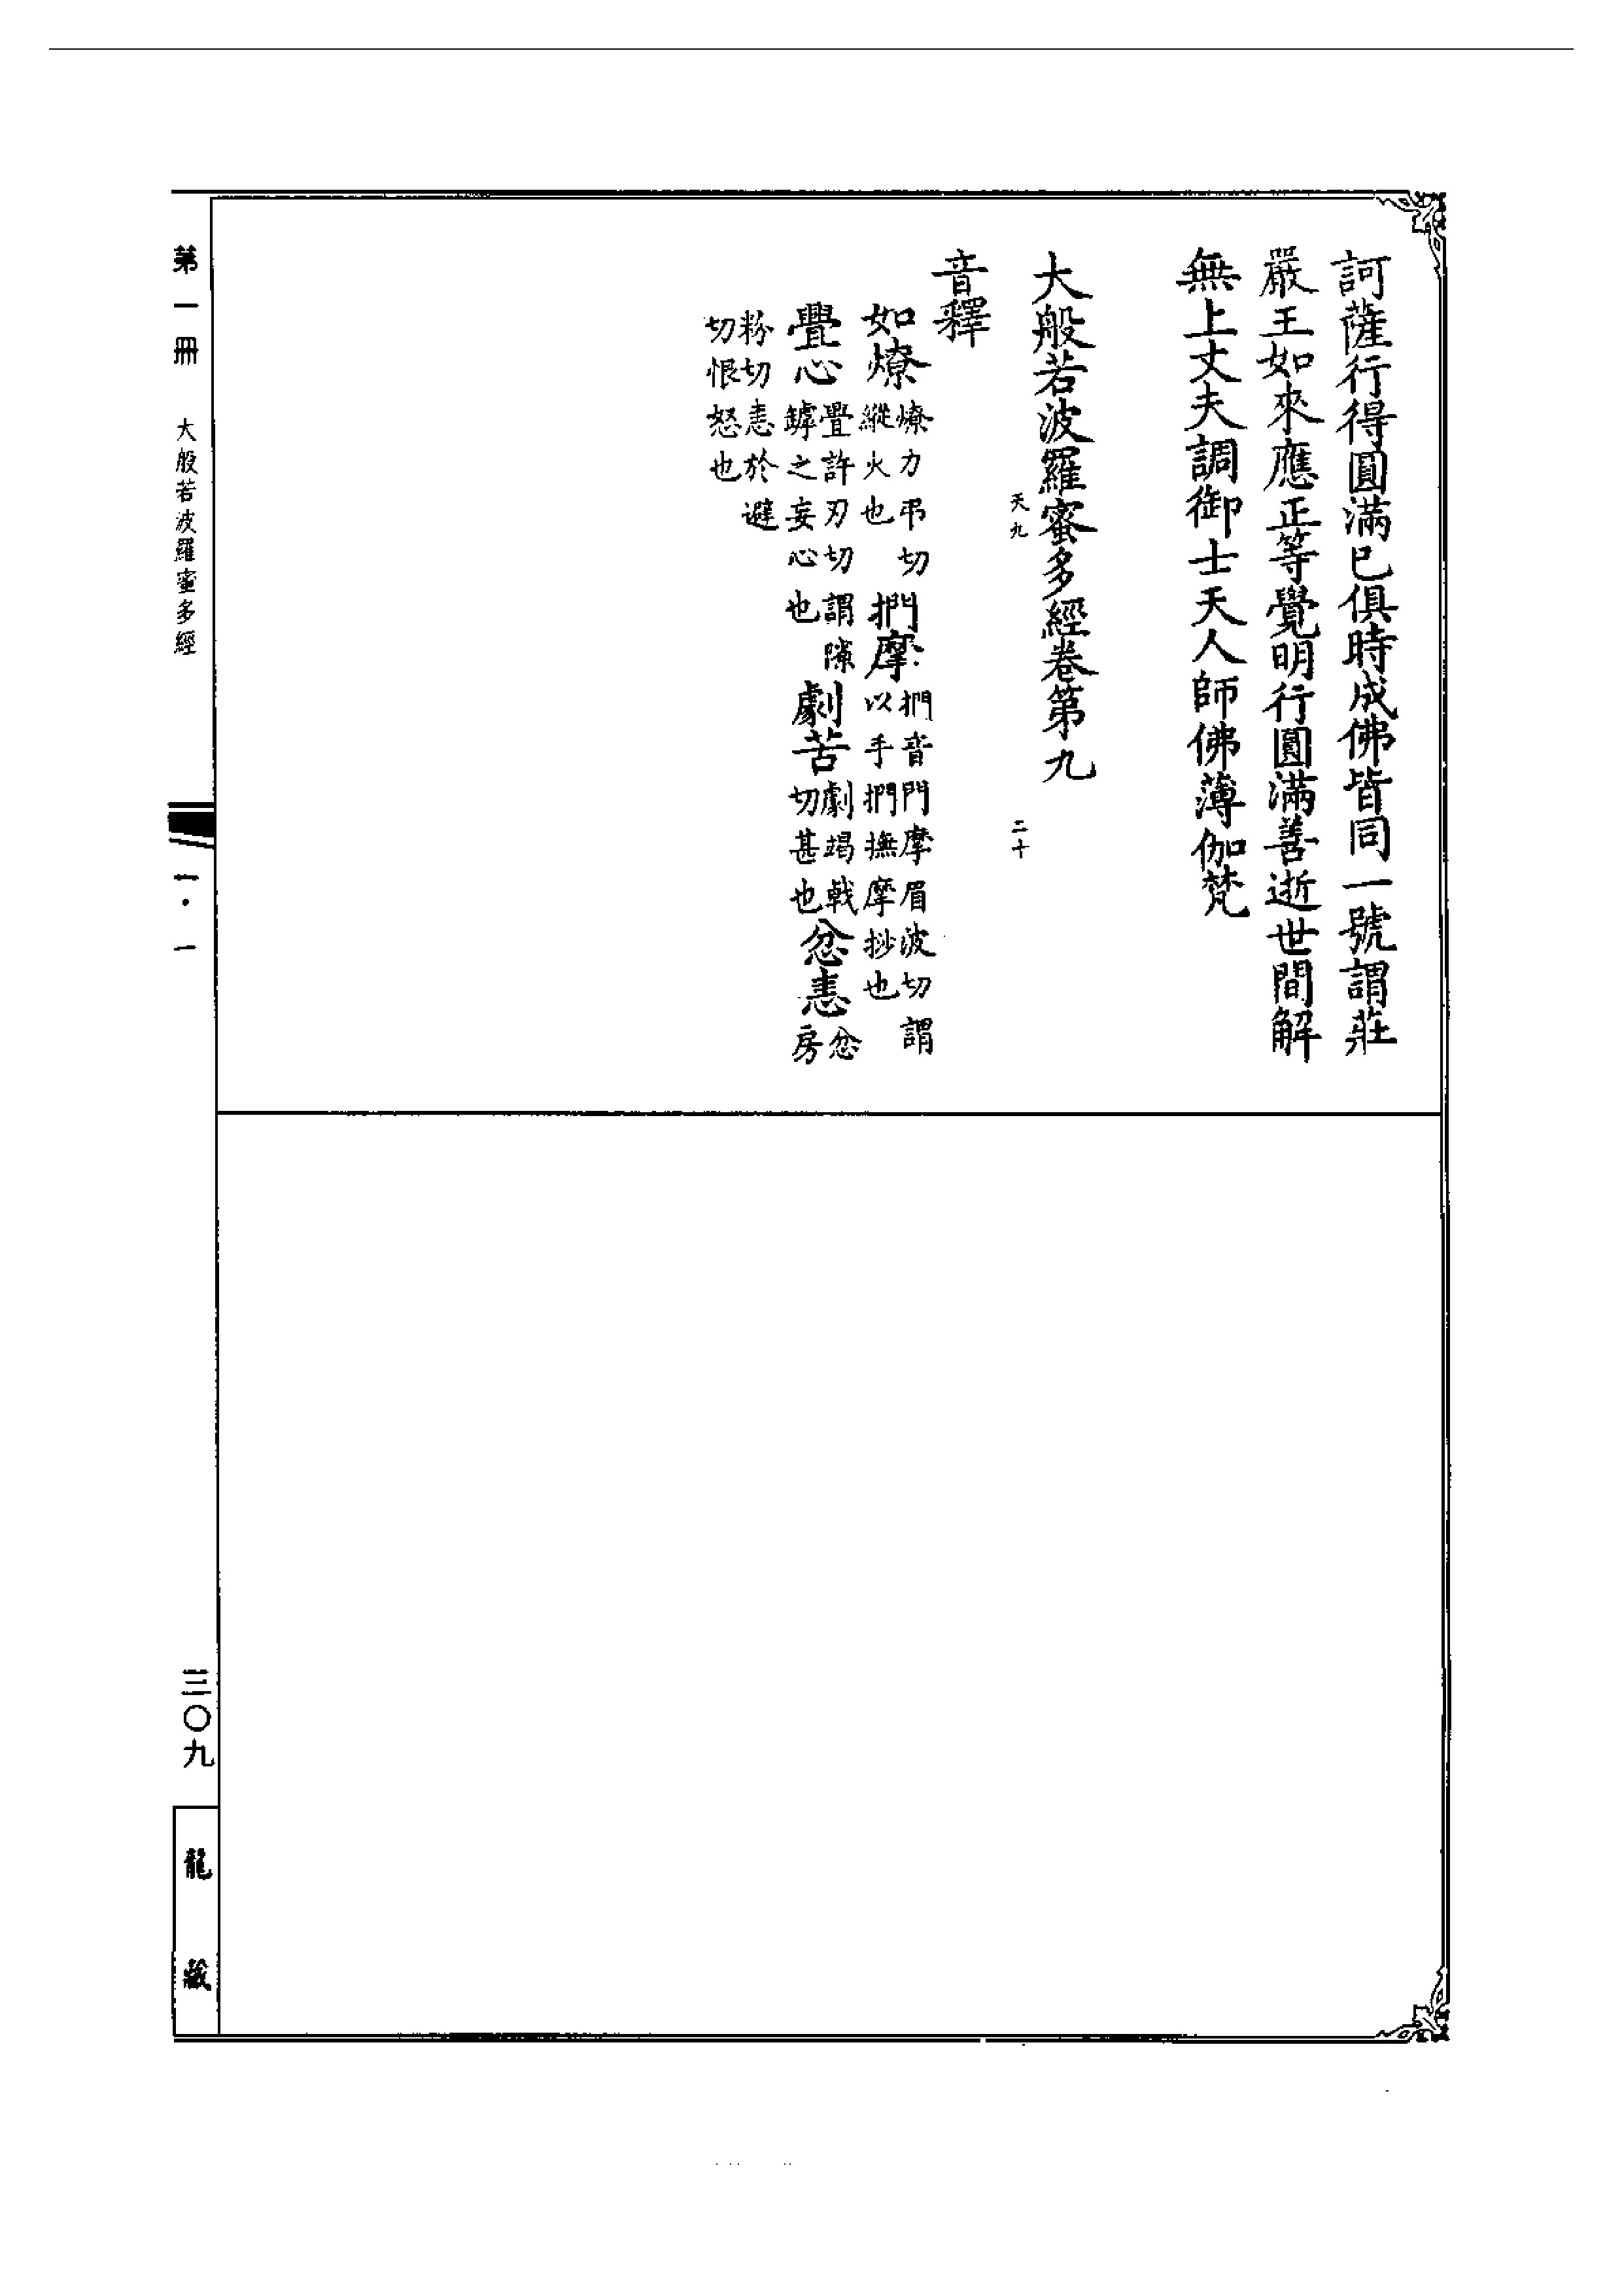 訶薩行得圓滿已俱時成佛皆同一號謂莊
嚴王如來應正等覺明行圓滿善逝世間解
無上丈夫調御士天人師佛薄伽梵
大般若波羅蜜多經卷第九
天九 二十
音釋
如燎 燎力弔切縱火也 捫摩 捫音門摩眉波切謂以手捫撫摩挱也
舋心 舋許刃切謂隙罅之妄心也 劇苦 劇竭戟切甚也 忿恚 忿房
粉切恚於避切恨怒也
第一冊 大般若波羅蜜多經 一·一 三〇九
龍藏